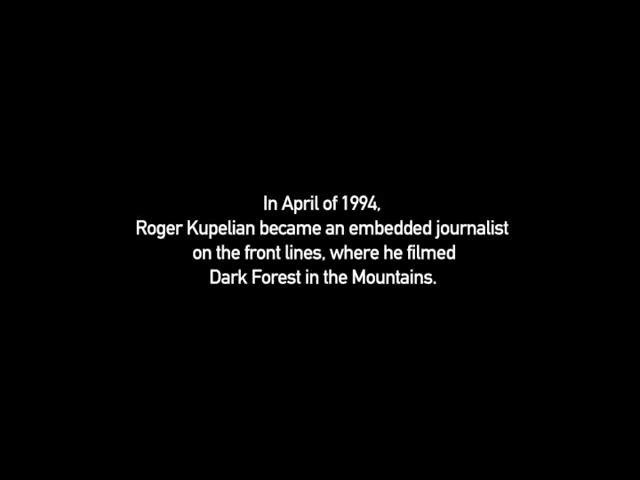 In April of 1994,
Roger Kupelian became an embedded journalist
on the front lines, where he filmed
Dark Forest in the Mountains.